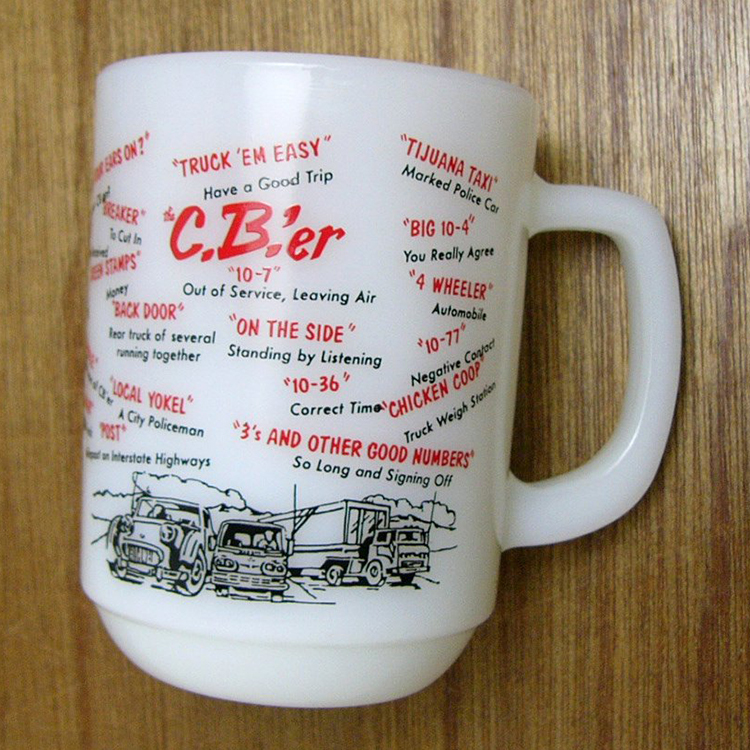 EARS ON?"
"TRUCK 'EM EASY"
Have a Good Trip
"TIJUANA TAXI"
Marked Police Car
BREAKER"
To Cut In
the C.B.'er
"BIG 10-4"
You Really Agree
STAMPS"
Money
"10-7"
Out of Service, Leaving Air
"4 WHEELER"
Automobile
"BACK DOOR"
Rear truck of several
running together
"ON THE SIDE"
Standing by Listening
"10-77"
Negative Contact
"10-36"
Correct Time
"CHICKEN COOP"
Truck Weigh Station
"LOCAL YOKEL"
A City Policeman
"POST"
on Interstate Highways
"3's AND OTHER GOOD NUMBERS"
So Long and Signing Off